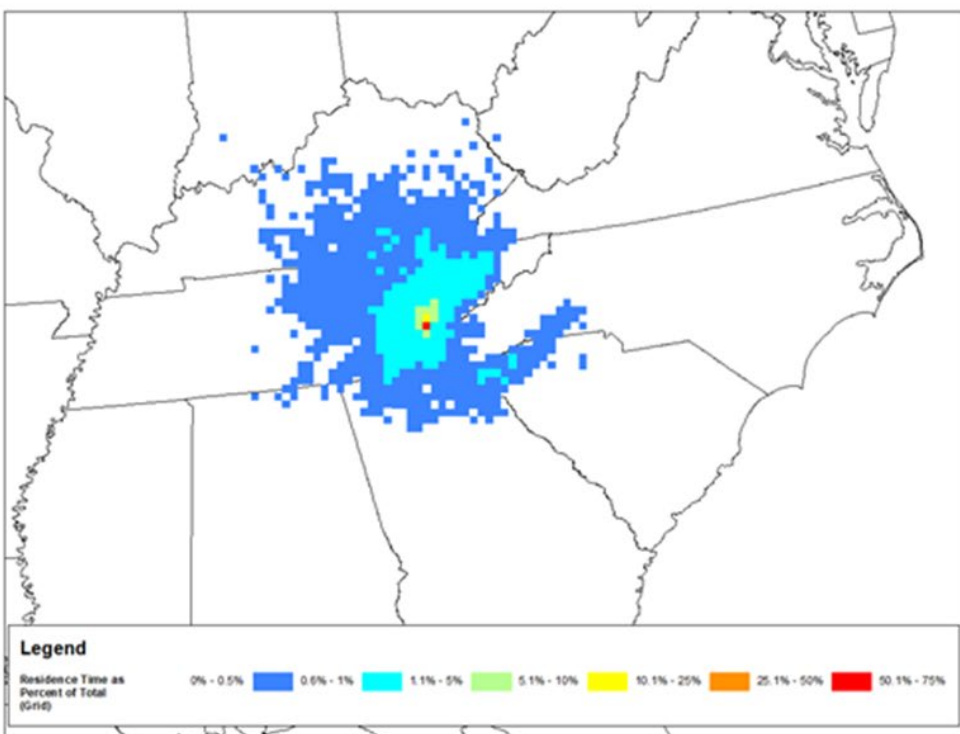 Legend
Residence Time as
Percent of Total
(Grid)
0% - 0.5% 0.6% - 1% 1.1% - 5% 5.1% - 10% 10.1% - 25% 25.1% - 50% 50.1% - 75%